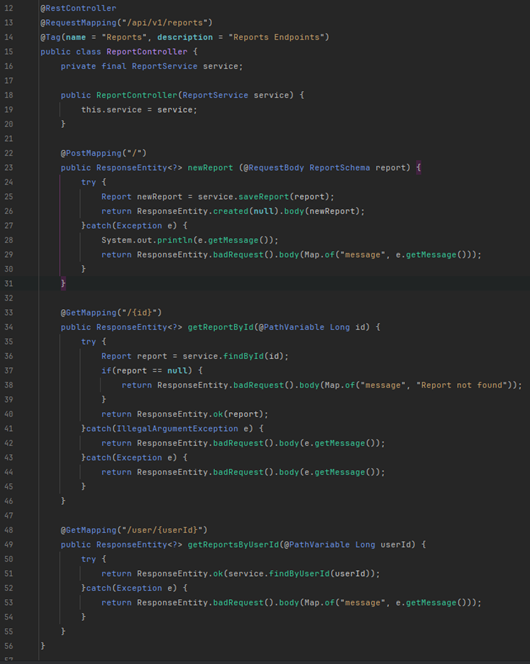 12 @RestController
13 @RequestMapping("/api/v1/reports")
14 @Tag(name = "Reports", description = "Reports Endpoints")
15 public class ReportController {
16     private final ReportService service;
17
18     public ReportController(ReportService service) {
19         this.service = service;
20     }
21
22     @PostMapping("/")
23     public ResponseEntity<?> newReport (@RequestBody ReportSchema report) {
24         try {
25             Report newReport = service.saveReport(report);
26             return ResponseEntity.created(null).body(newReport);
27         }catch(Exception e) {
28             System.out.println(e.getMessage());
29             return ResponseEntity.badRequest().body(Map.of("message", e.getMessage()));
30         }
31     }
32
33     @GetMapping("/{id}")
34     public ResponseEntity<?> getReportById(@PathVariable Long id) {
35         try {
36             Report report = service.findById(id);
37             if(report == null) {
38                 return ResponseEntity.badRequest().body(Map.of("message", "Report not found"));
39             }
40             return ResponseEntity.ok(report);
41         }catch(IllegalArgumentException e) {
42             return ResponseEntity.badRequest().body(e.getMessage());
43         }catch(Exception e) {
44             return ResponseEntity.badRequest().body(e.getMessage());
45         }
46     }
47
48     @GetMapping("/user/{userId}")
49     public ResponseEntity<?> getReportsByUserId(@PathVariable Long userId) {
50         try {
51             return ResponseEntity.ok(service.findByUserId(userId));
52         }catch(Exception e) {
53             return ResponseEntity.badRequest().body(Map.of("message", e.getMessage()));
54         }
55     }
56 }
57